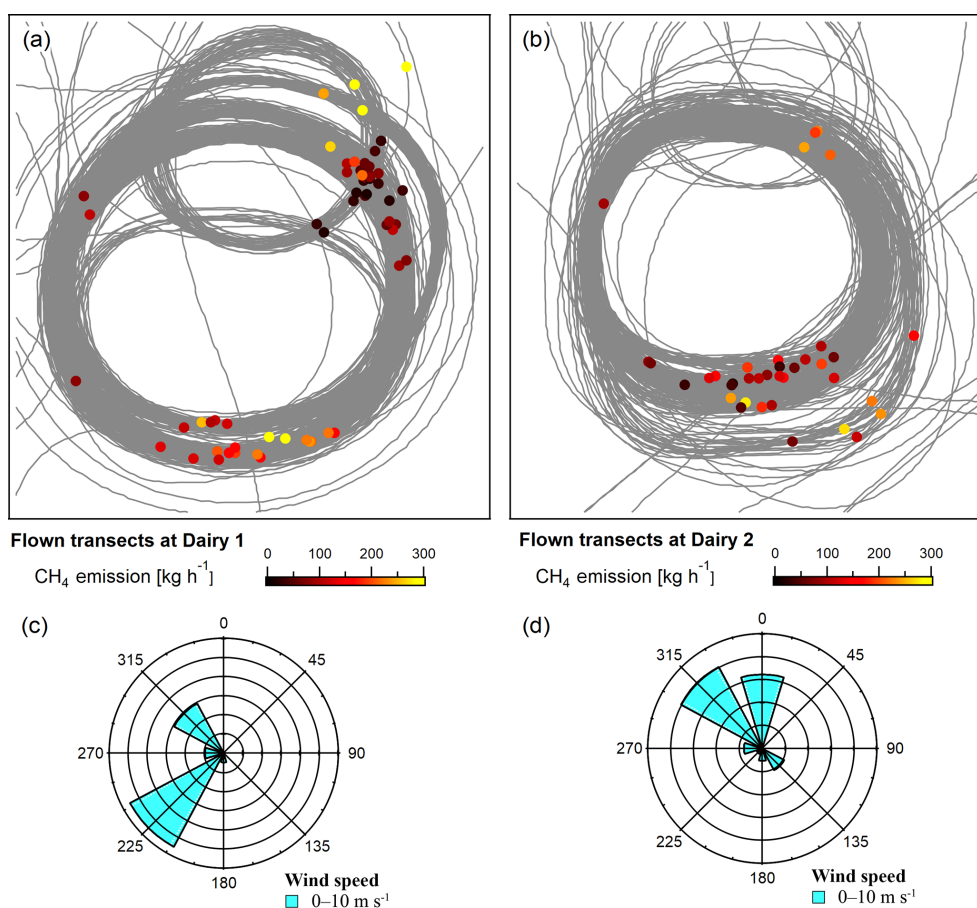 (a)
(b)
Flown transects at Dairy 1
0 100 200 300
CH4 emission [kg h-1]
Flown transects at Dairy 2
0 100 200 300
CH4 emission [kg h-1]
(c)
0
315 45
270 90
225 135
180
Wind speed
0–10 m s-1
(d)
0
315 45
270 90
225 135
180
Wind speed
0–10 m s-1